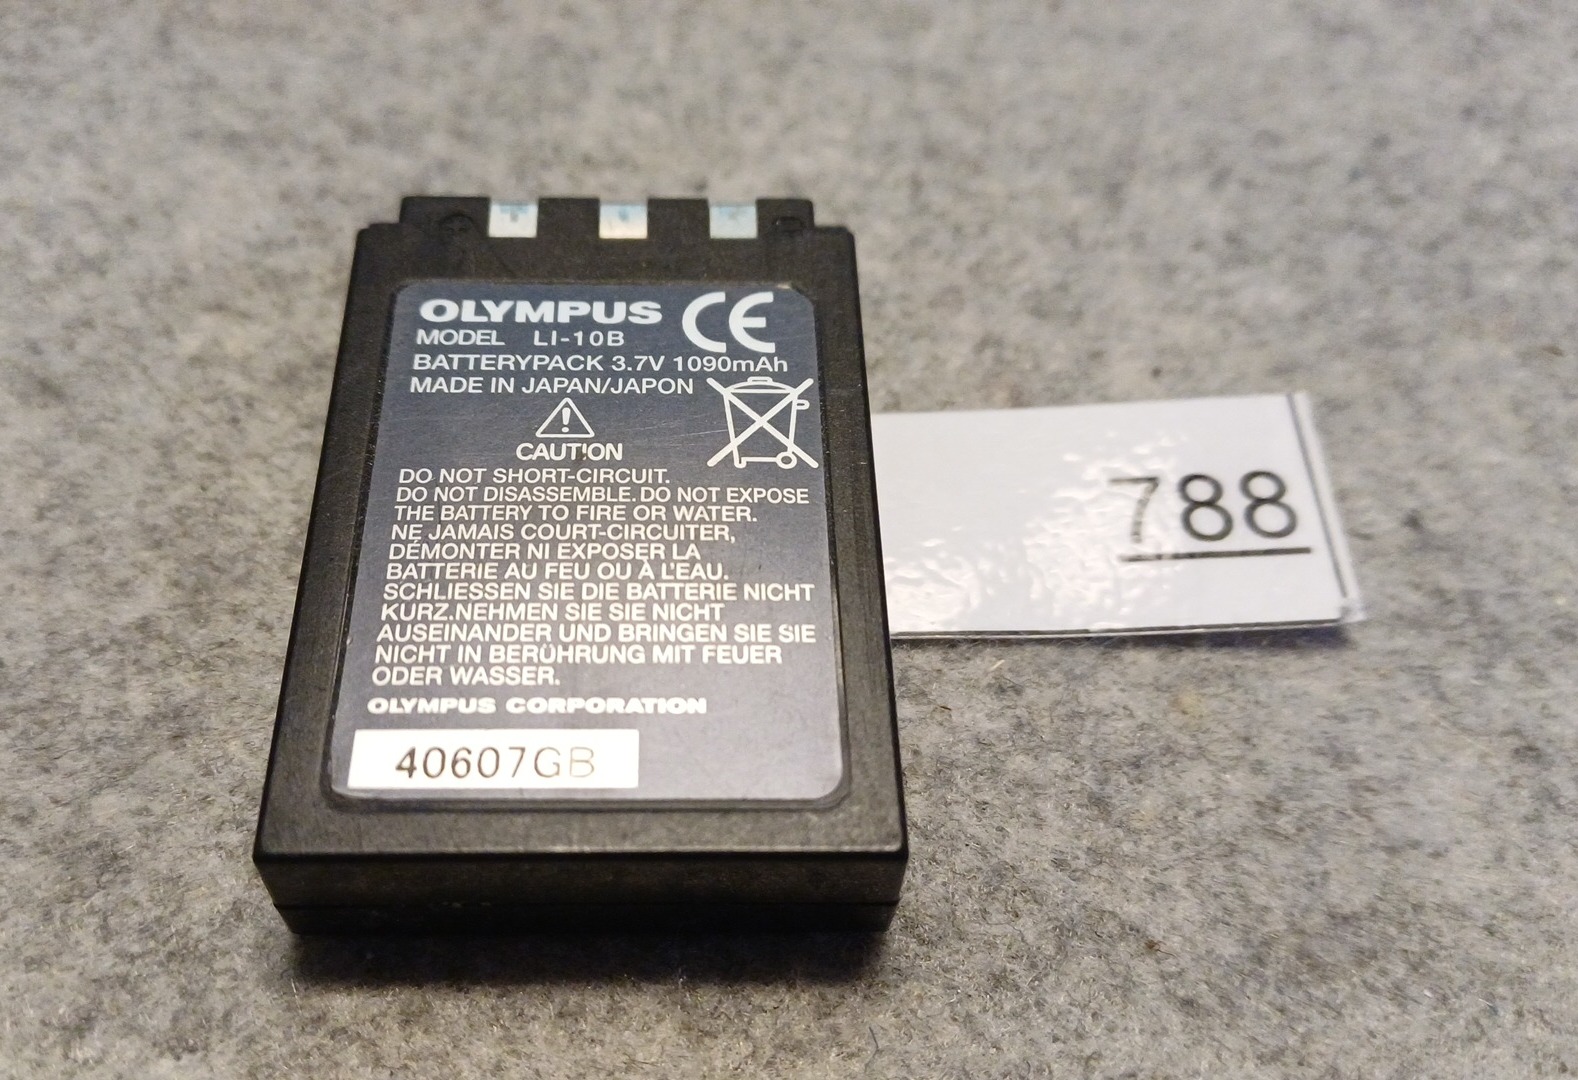 OLYMPUS CE
MODEL LI-10B
BATTERYPACK 3.7V 1090mAh
MADE IN JAPAN/JAPON
CAUTION
DO NOT SHORT-CIRCUIT.
DO NOT DISASSEMBLE. DO NOT EXPOSE
THE BATTERY TO FIRE OR WATER.
NE JAMAIS COURT-CIRCUITER,
DÉMONTER NI EXPOSER LA
BATTERIE AU FEU OU À L'EAU.
SCHLIESSEN SIE DIE BATTERIE NICHT
KURZ.NEHMEN SIE SIE NICHT
AUSEINANDER UND BRINGEN SIE SIE
NICHT IN BERÜHRUNG MIT FEUER
ODER WASSER.
OLYMPUS CORPORATION
40607GB
788